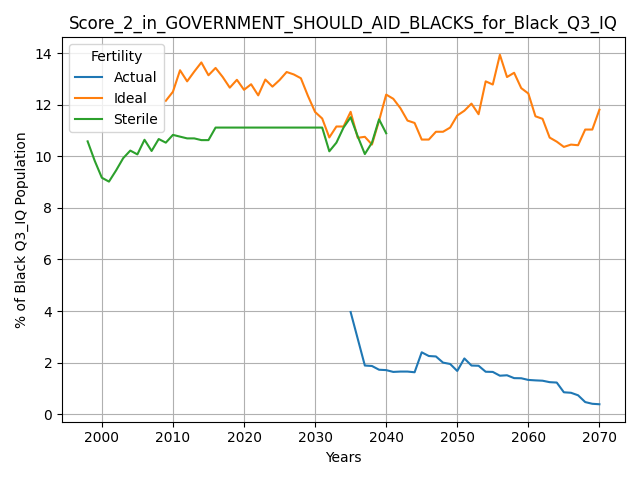 Score_2_in_GOVERNMENT_SHOULD_AID_BLACKS_for_Black_Q3_IQ
Fertility
Actual
Ideal
Sterile
% of Black Q3_IQ Population
14
12
10
8
6
4
2
0
2000 2010 2020 2030 2040 2050 2060 2070
Years